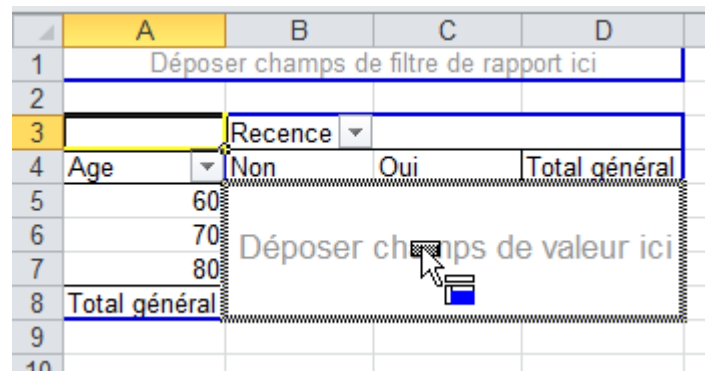 A B C D
1 Déposer champs de filtre de rapport ici
2
3 Recence
4 Age Non Oui Total général
5 60
6 70 Déposer champs de valeur ici
7 80
8 Total général
9
10